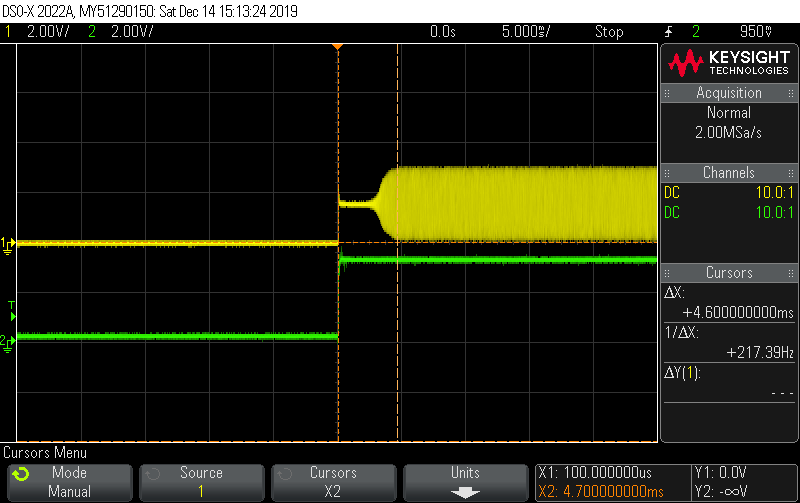 DSO-X 2022A, MY51290150: Sat Dec 14 15:13:24 2019
1 2.00V/ 2 2.00V/ 0.0s 5.000s/ Stop 2 950V
KEYSIGHT
TECHNOLOGIES
Acquisition
Normal
2.00MSa/s
Channels
DC 10.0:1
DC 10.0:1
Cursors
ΔX:
+4.600000000ms
1/ΔX:
+217.39Hz
ΔY(1):
- - -
1
T
2
Cursors Menu
Mode
Manual
Source
1
Cursors
X2
Units
X1: 100.000000us
X2: 4.700000000ms
Y1: 0.0V
Y2: -∞V